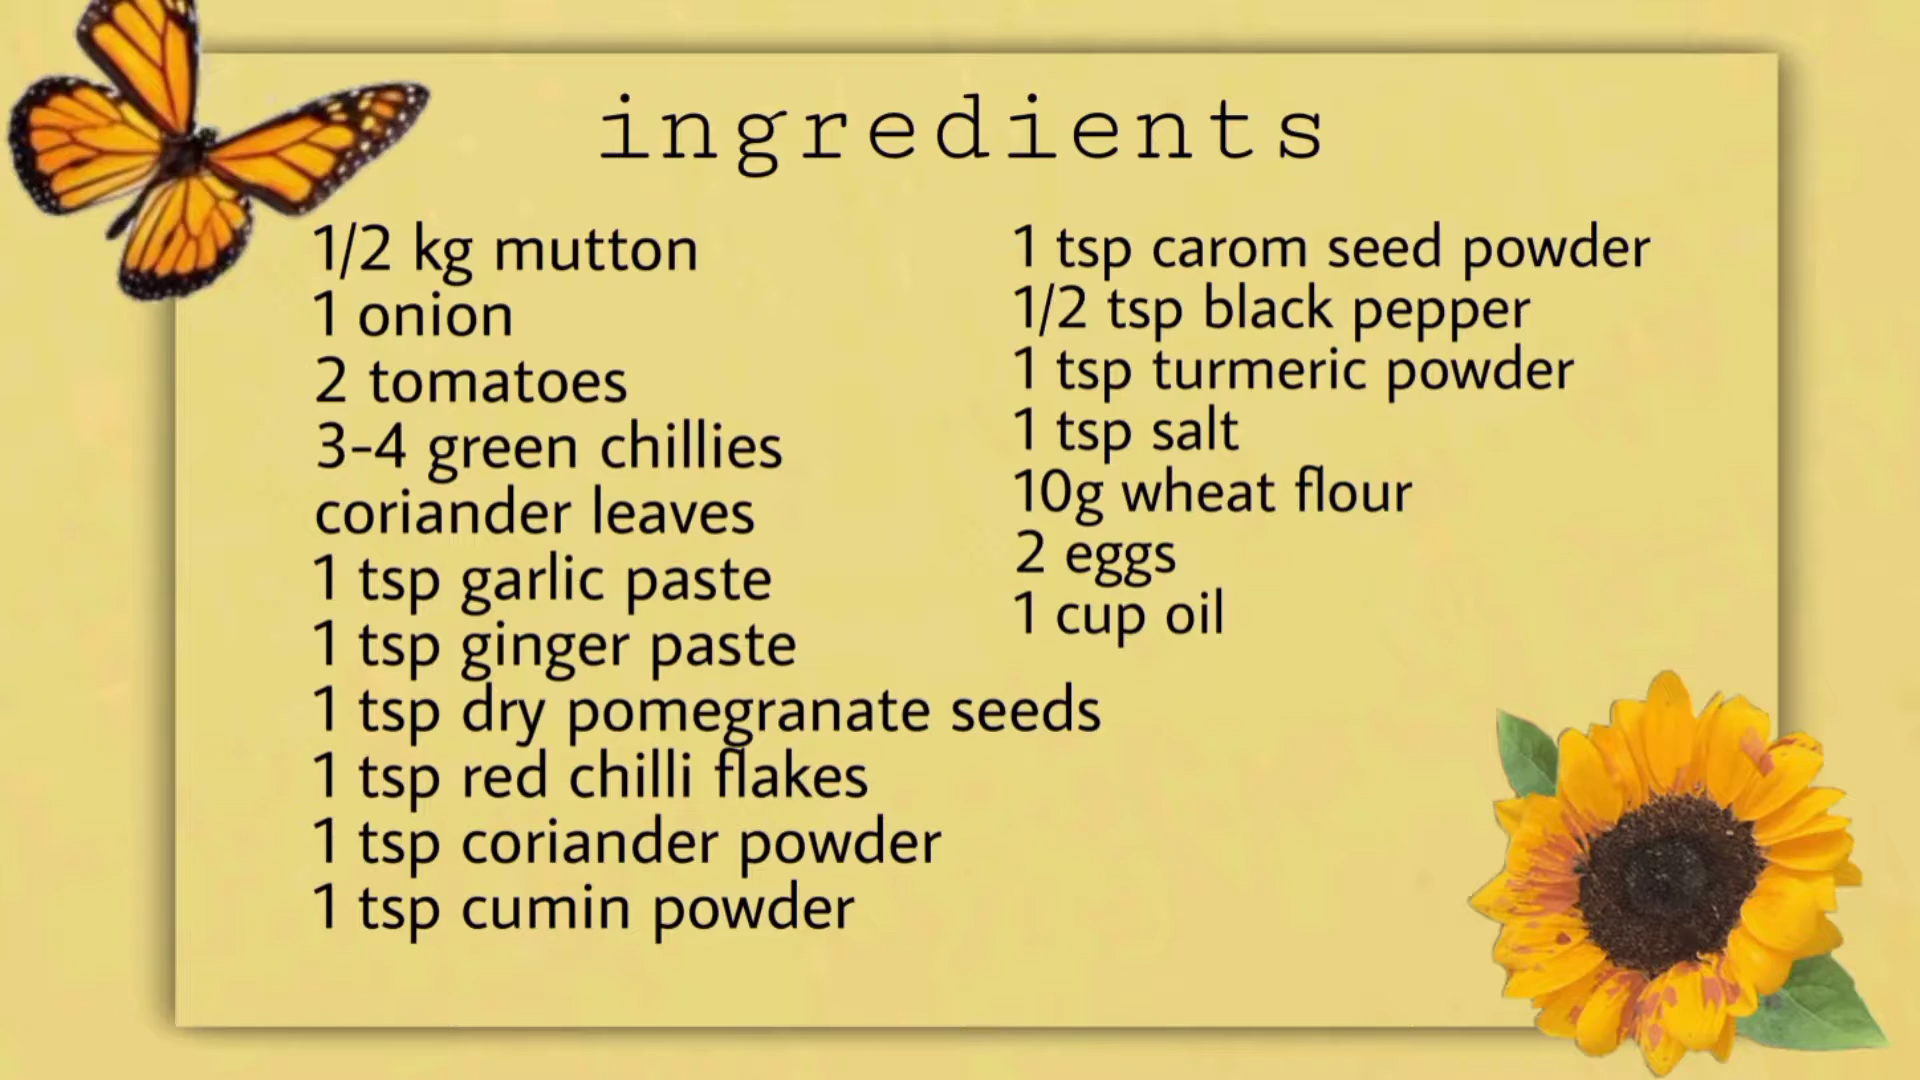 ingredients
1/2 kg mutton
1 onion
2 tomatoes
3-4 green chillies
coriander leaves
1 tsp garlic paste
1 tsp ginger paste
1 tsp dry pomegranate seeds
1 tsp red chilli flakes
1 tsp coriander powder
1 tsp cumin powder
1 tsp carom seed powder
1/2 tsp black pepper
1 tsp turmeric powder
1 tsp salt
10g wheat flour
2 eggs
1 cup oil